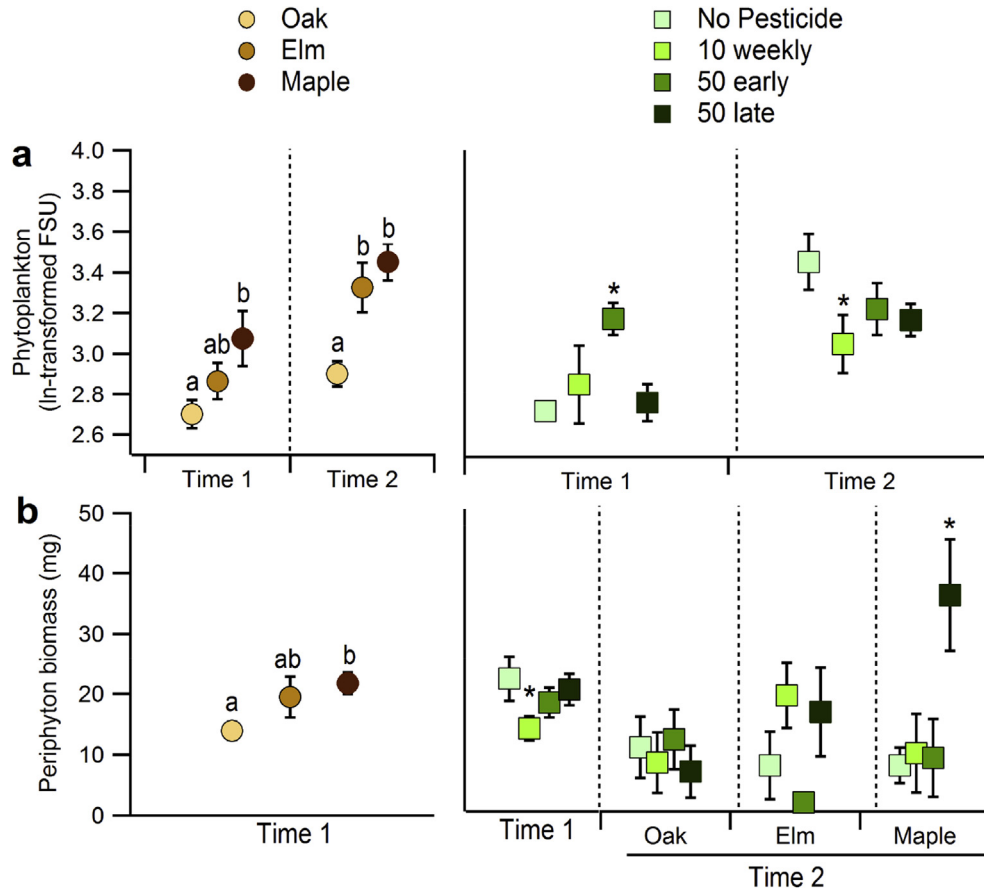 Oak
Elm
Maple
No Pesticide
10 weekly
50 early
50 late
a
Phytoplankton
(ln-transformed FSU)
4.0
3.8
3.6
3.4
3.2
3.0
2.8
2.6
a
ab
b
a
b
b
Time 1
Time 2
*
*
Time 1
Time 2
b
Periphyton biomass (mg)
50
40
30
20
10
0
a
ab
b
Time 1
*
*
Time 1
Oak
Elm
Maple
Time 2